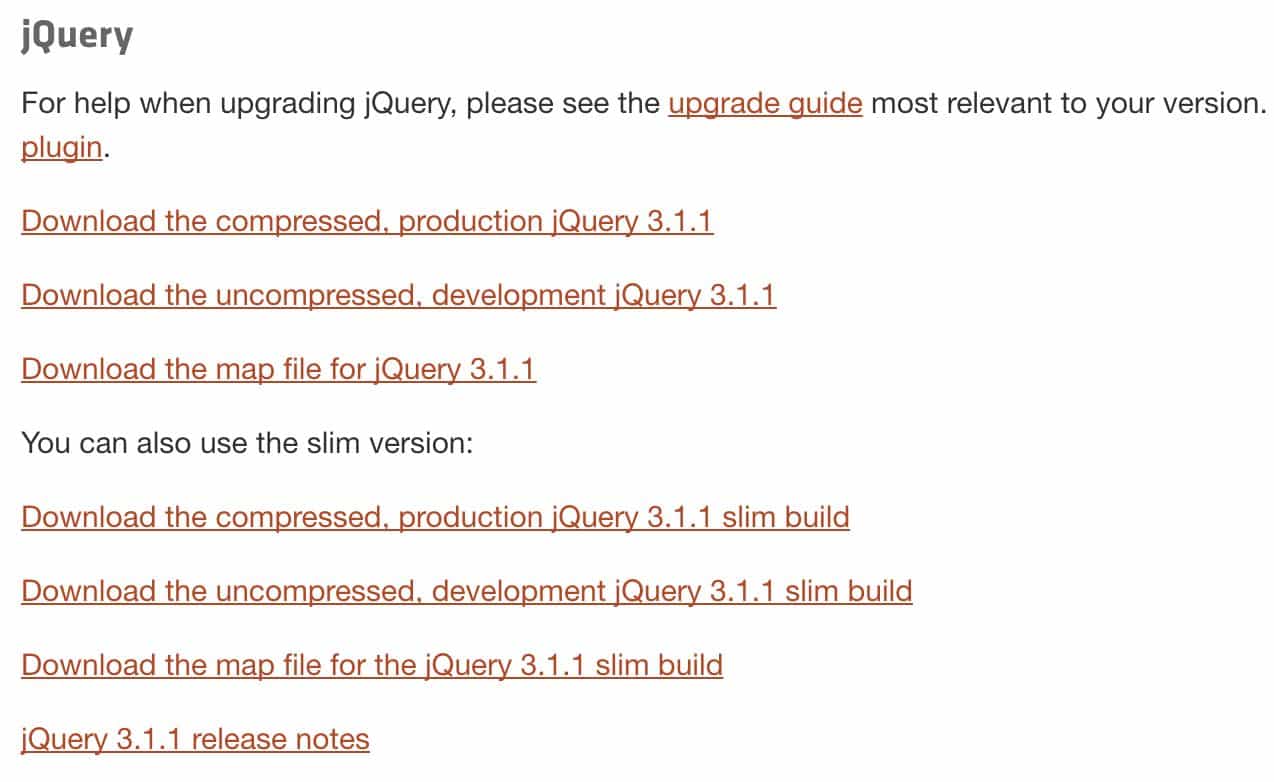 jQuery
For help when upgrading jQuery, please see the upgrade guide most relevant to your version.
plugin.
Download the compressed, production jQuery 3.1.1
Download the uncompressed, development jQuery 3.1.1
Download the map file for jQuery 3.1.1
You can also use the slim version:
Download the compressed, production jQuery 3.1.1 slim build
Download the uncompressed, development jQuery 3.1.1 slim build
Download the map file for the jQuery 3.1.1 slim build
jQuery 3.1.1 release notes